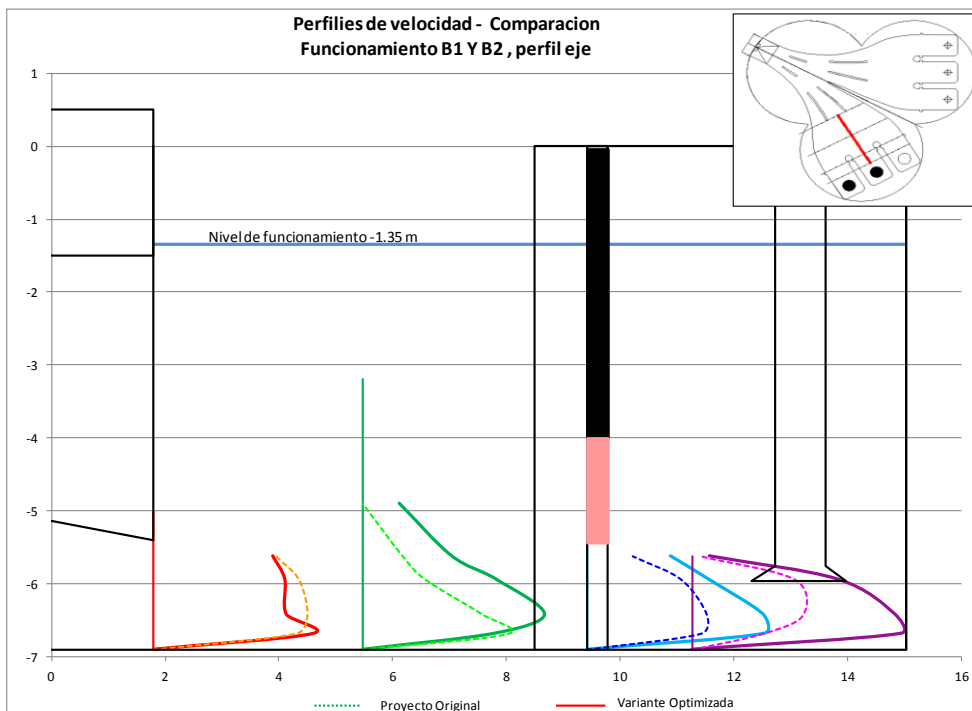 Perfilies de velocidad - Comparacion
Funcionamiento B1 Y B2 , perfil eje
1
0
-1
-2
-3
-4
-5
-6
-7
Nivel de funcionamiento -1.35 m
0 2 4 6 8 10 12 14 16
Proyecto Original
Variante Optimizada